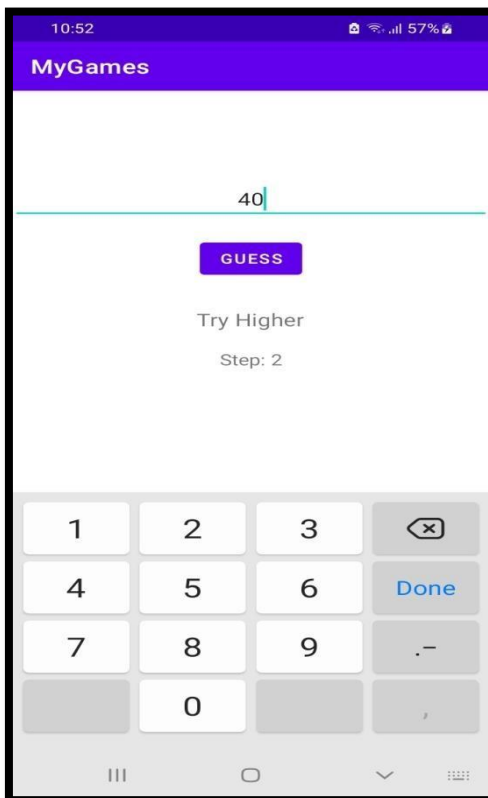 10:52 57%
MyGames
40
GUESS
Try Higher
Step: 2
1 2 3
4 5 6 Done
7 8 9 .-
0 ,